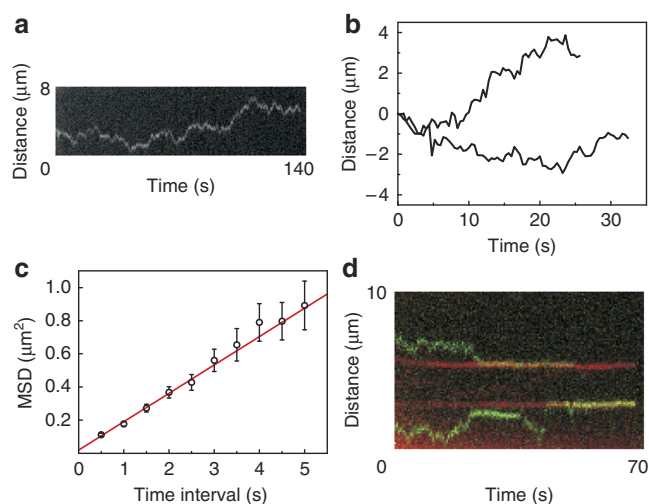 a
8
Distance (μm)
0
Time (s)
140
b
4
2
0
−2
−4
Distance (μm)
0 10 20 30
Time (s)
c
1.0
0.8
0.6
0.4
0.2
MSD (μm²)
0 1 2 3 4 5
Time interval (s)
d
10
Distance (μm)
0
Time (s)
70